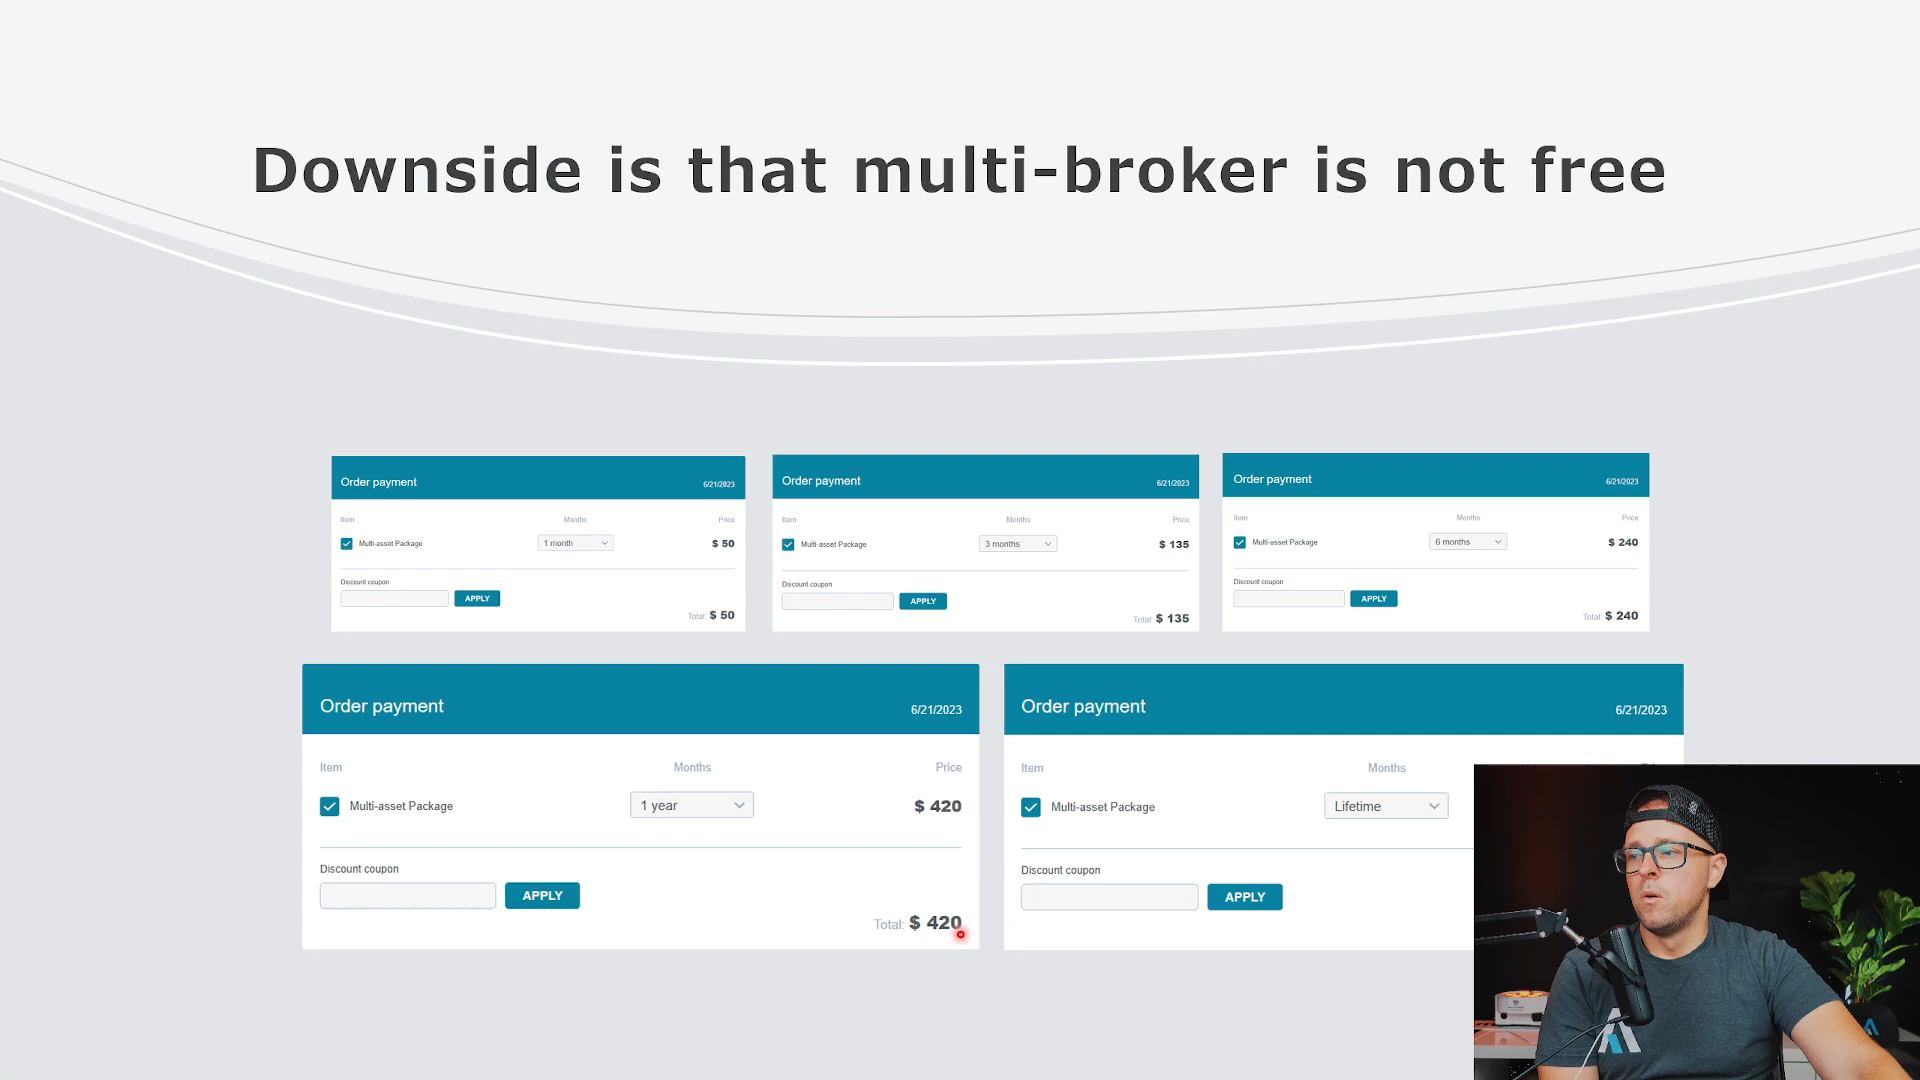 Downside is that multi-broker is not free
Order payment 6/21/2023
Item Months Price
Multi-asset Package 1 month $ 50
Discount coupon
APPLY
Total: $ 50
Order payment 6/21/2023
Item Months Price
Multi-asset Package 3 months $ 135
Discount coupon
APPLY
Total: $ 135
Order payment 6/21/2023
Item Months Price
Multi-asset Package 6 months $ 240
Discount coupon
APPLY
Total: $ 240
Order payment 6/21/2023
Item Months Price
Multi-asset Package 1 year $ 420
Discount coupon
APPLY
Total: $ 420
Order payment 6/21/2023
Item Months
Multi-asset Package Lifetime
Discount coupon
APPLY